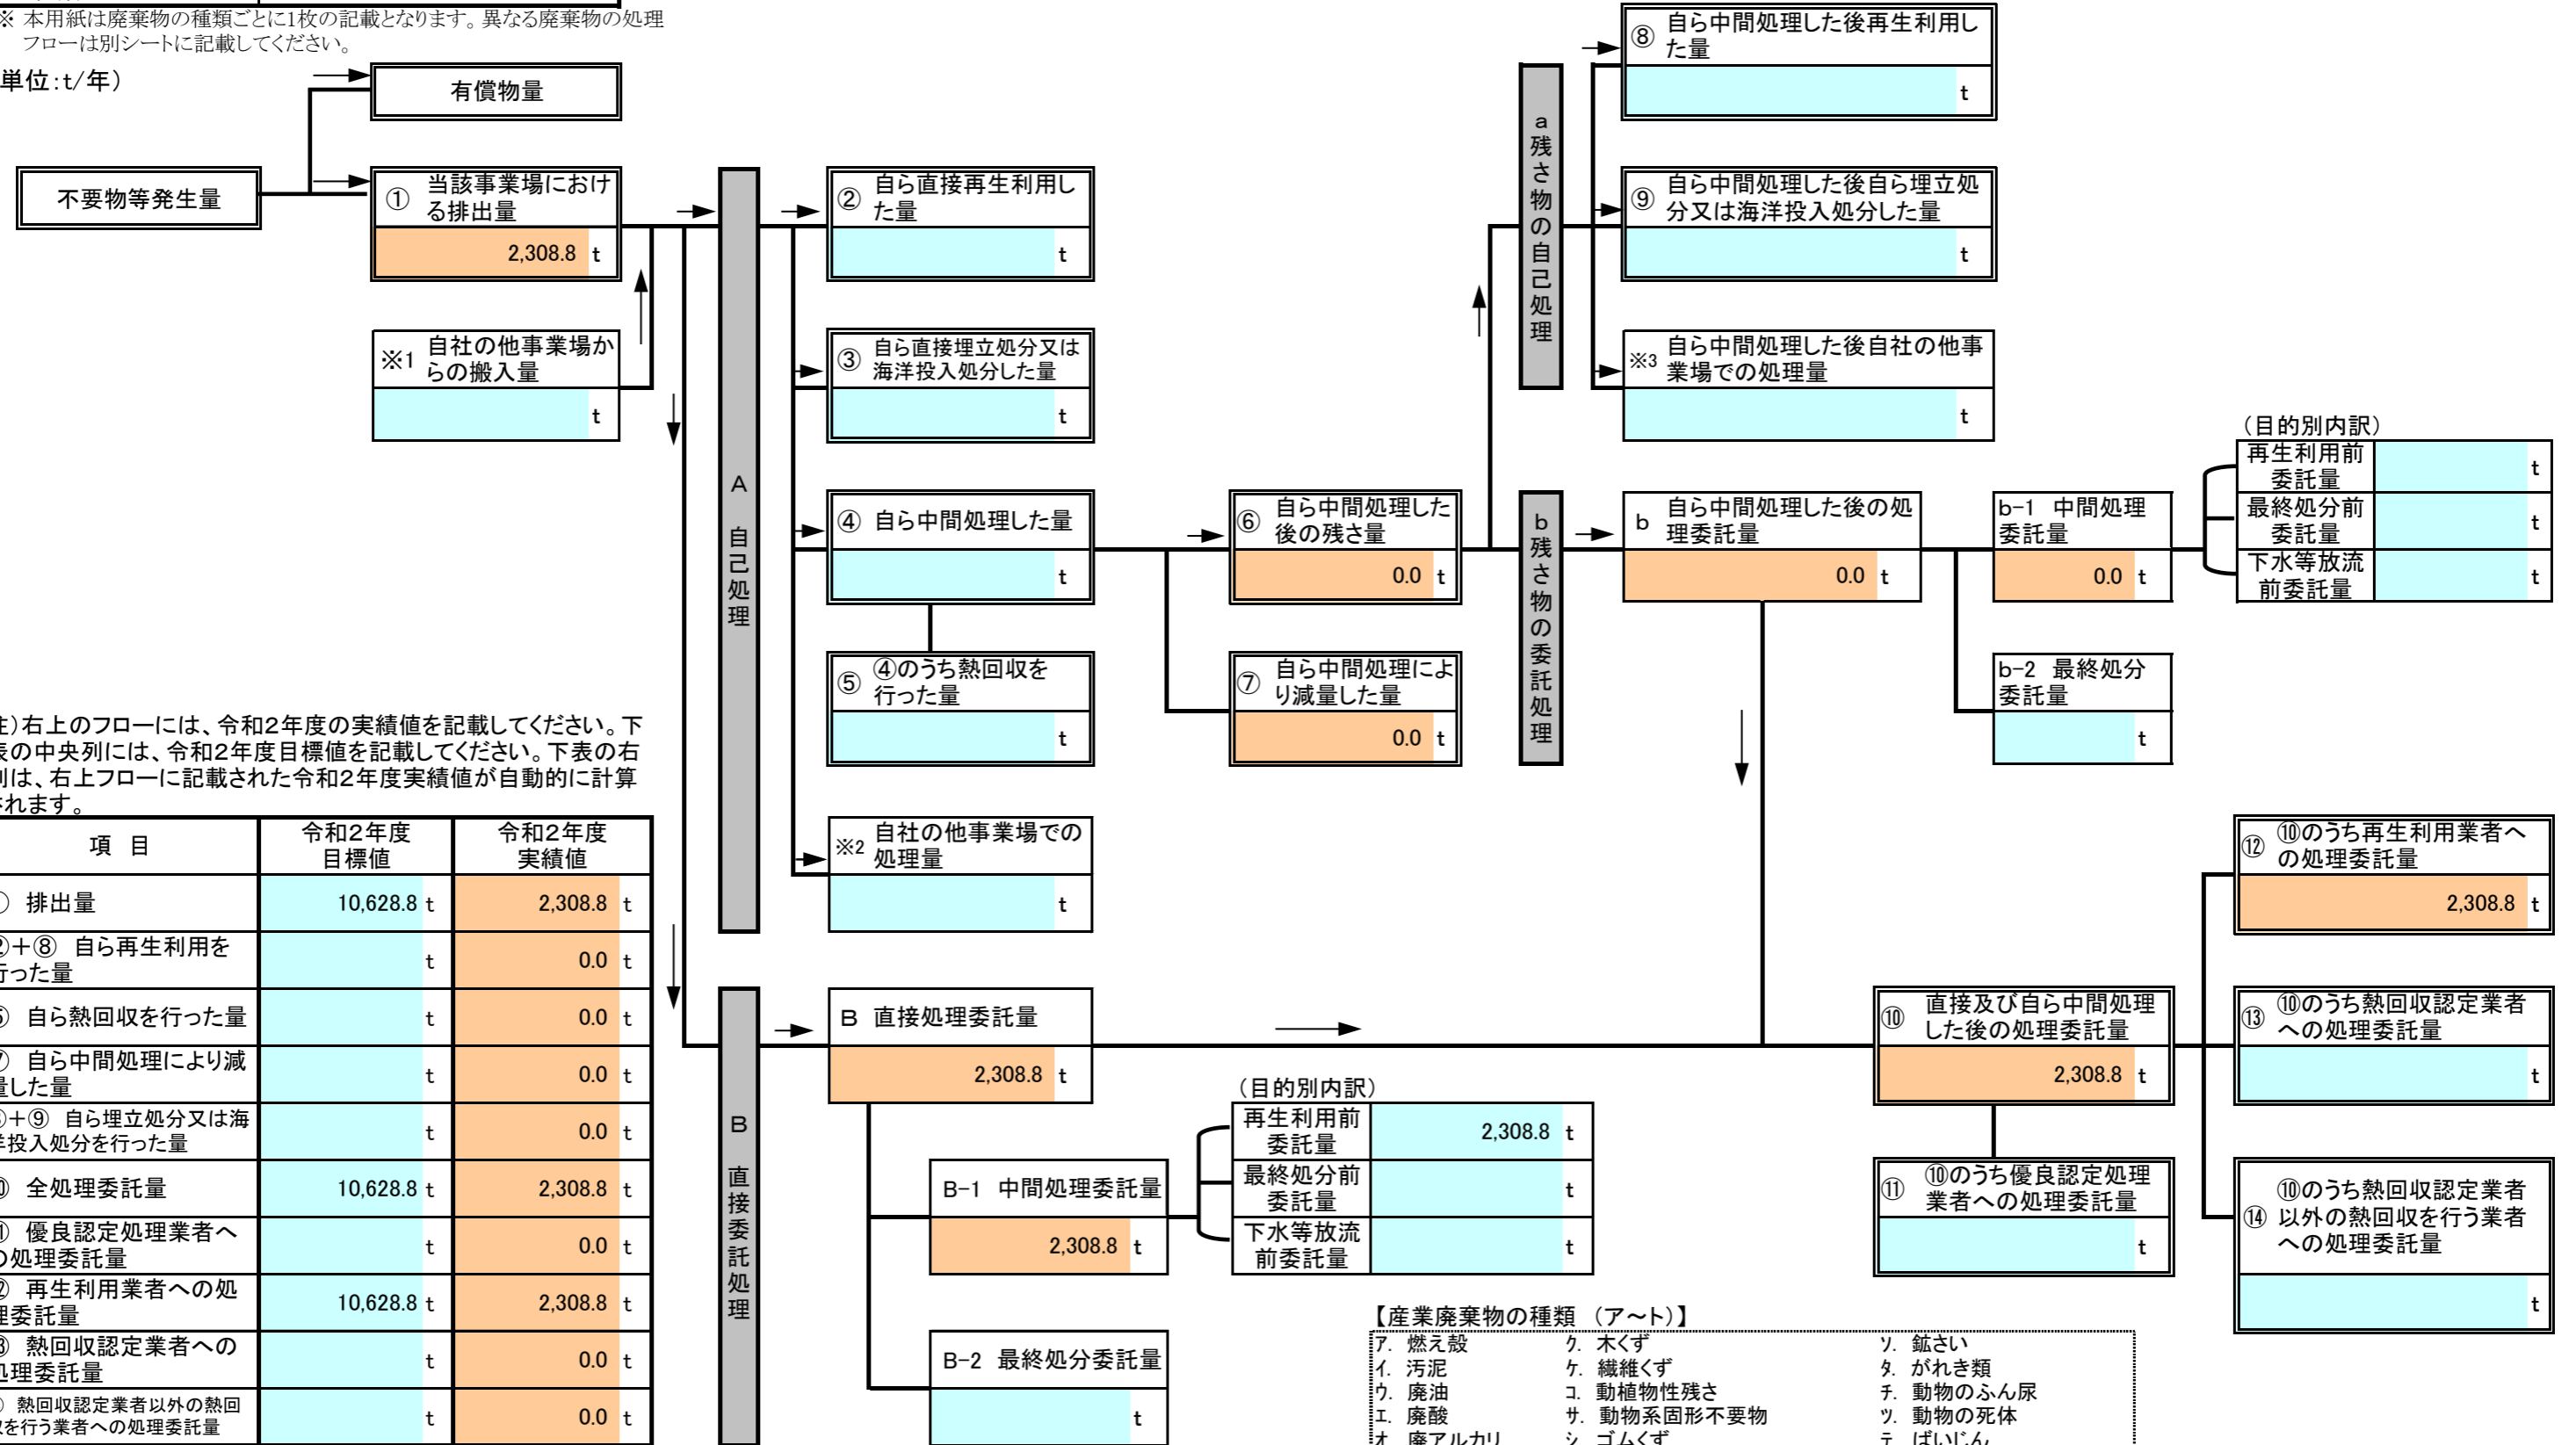 ※ 本用紙は廃棄物の種類ごとに1枚の記載となります。異なる廃棄物の処理
フローは別シートに記載してください。
単位：t/年）
有償物量
不要物等発生量
① 当該事業場におけ
る排出量
2,308.8 t
※1 自社の他事業場か
らの搬入量
t
A 自己処理
② 自ら直接再生利用し
た量
t
③ 自ら直接埋立処分又は
海洋投入処分した量
t
④ 自ら中間処理した量
t
⑤ ④のうち熱回収を
行った量
t
※2 自社の他事業場での
処理量
t
⑥ 自ら中間処理した
後の残さ量
0.0 t
⑦ 自ら中間処理によ
り減量した量
0.0 t
a 残さ物の自己処理
⑧ 自ら中間処理した後再生利用し
た量
t
⑨ 自ら中間処理した後自ら埋立処
分又は海洋投入処分した量
t
※3 自ら中間処理した後自社の他事
業場での処理量
t
b 残さ物の委託処理
b 自ら中間処理した後の処
理委託量
0.0 t
b-1 中間処理
委託量
0.0 t
b-2 最終処分
委託量
t
（目的別内訳）
再生利用前
委託量
t
最終処分前
委託量
t
下水等放流
前委託量
t
注）右上のフローには、令和2年度の実績値を記載してください。下
表の中央列には、令和2年度目標値を記載してください。下表の右
列は、右上フローに記載された令和2年度実績値が自動的に計算
されます。
項 目
令和2年度
目標値
令和2年度
実績値
① 排出量 10,628.8 t 2,308.8 t
②＋⑧ 自ら再生利用を
行った量 t 0.0 t
⑤ 自ら熱回収を行った量 t 0.0 t
⑦ 自ら中間処理により減
量した量 t 0.0 t
③＋⑨ 自ら埋立処分又は海
洋投入処分を行った量 t 0.0 t
⑩ 全処理委託量 10,628.8 t 2,308.8 t
⑪ 優良認定処理業者へ
の処理委託量 t 0.0 t
⑫ 再生利用業者への処
理委託量 10,628.8 t 2,308.8 t
⑬ 熱回収認定業者への
処理委託量 t 0.0 t
⑭ 熱回収認定業者以外の熱回
収を行う業者への処理委託量 t 0.0 t
B 直接委託処理
B 直接処理委託量
2,308.8 t
B-1 中間処理委託量
2,308.8 t
B-2 最終処分委託量
t
（目的別内訳）
再生利用前
委託量
2,308.8 t
最終処分前
委託量
t
下水等放流
前委託量
t
⑩ 直接及び自ら中間処理
した後の処理委託量
2,308.8 t
⑪ ⑩のうち優良認定処理
業者への処理委託量
t
⑫ ⑩のうち再生利用業者へ
の処理委託量
2,308.8 t
⑬ ⑩のうち熱回収認定業者
への処理委託量
t
⑭ ⑩のうち熱回収認定業者
以外の熱回収を行う業者
への処理委託量
t
【産業廃棄物の種類 （ア～ト）】
ア. 燃え殻 ク. 木くず ソ. 鉱さい
イ. 汚泥 ケ. 繊維くず タ. がれき類
ウ. 廃油 コ. 動植物性残さ チ. 動物のふん尿
エ. 廃酸 サ. 動物系固形不要物 ツ. 動物の死体
オ. 廃アルカリ シ. ゴムくず テ. ばいじん